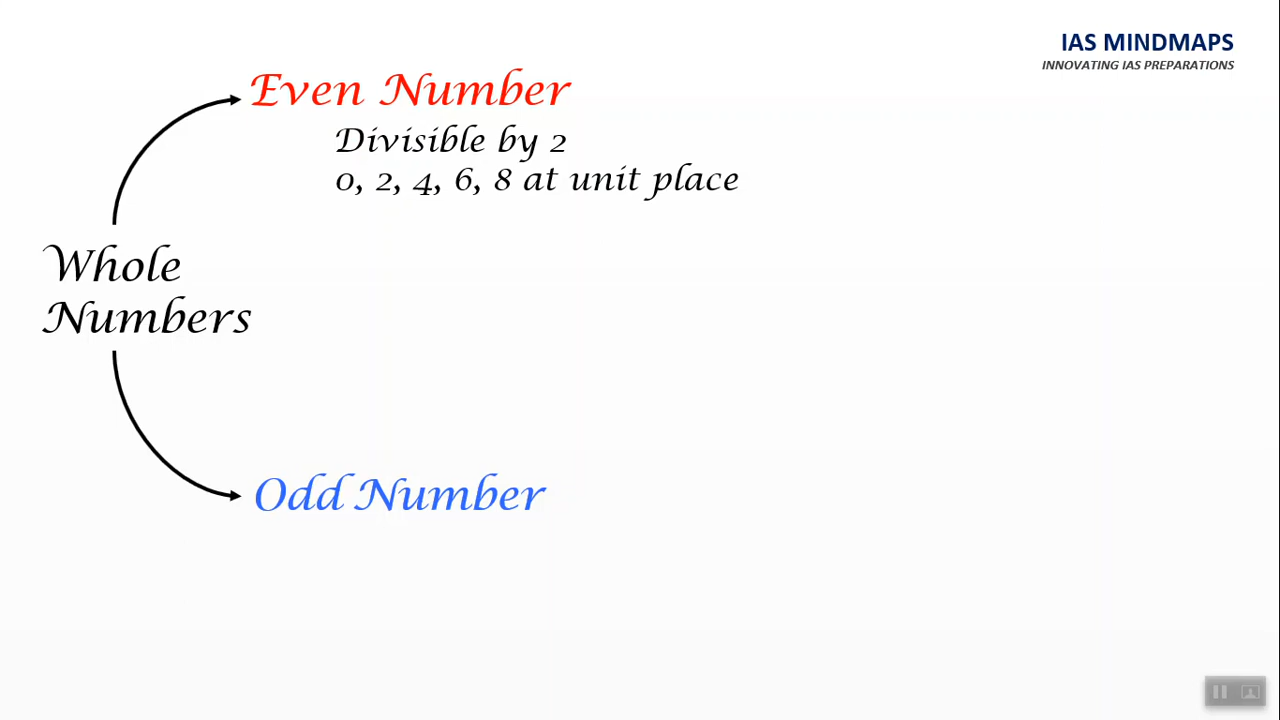 IAS MINDMAPS
INNOVATING IAS PREPARATIONS
Even Number
Divisible by 2
0, 2, 4, 6, 8 at unit place
Whole
Numbers
Odd Number